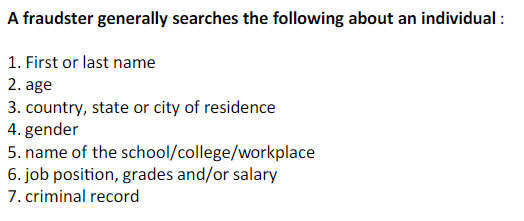 A fraudster generally searches the following about an individual :
1. First or last name
2. age
3. country, state or city of residence
4. gender
5. name of the school/college/workplace
6. job position, grades and/or salary
7. criminal record